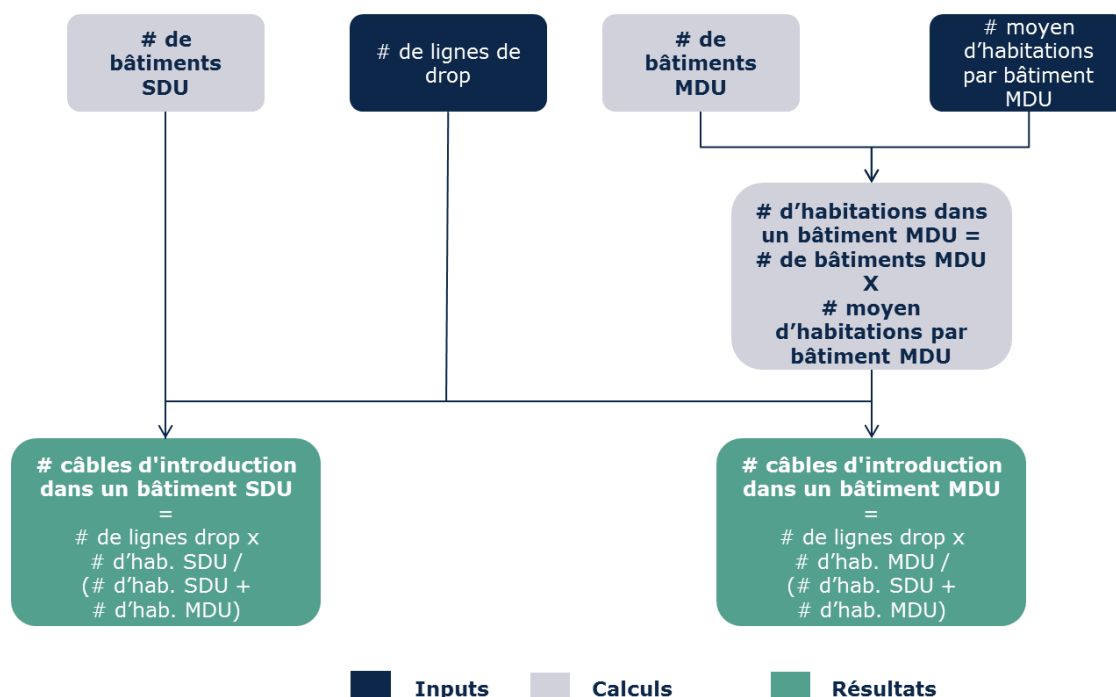 # de
bâtiments
SDU
# de lignes de
drop
# de
bâtiments
MDU
# moyen
d’habitations
par bâtiment
MDU
# d’habitations dans
un bâtiment MDU =
# de bâtiments MDU
X
# moyen
d’habitations par
bâtiment MDU
# câbles d'introduction
dans un bâtiment SDU
=
# de lignes drop x
# d’hab. SDU /
(# d’hab. SDU +
# d’hab. MDU)
# câbles d'introduction
dans un bâtiment MDU
=
# de lignes drop x
# d’hab. MDU /
(# d’hab. SDU +
# d’hab. MDU)
Inputs
Calculs
Résultats